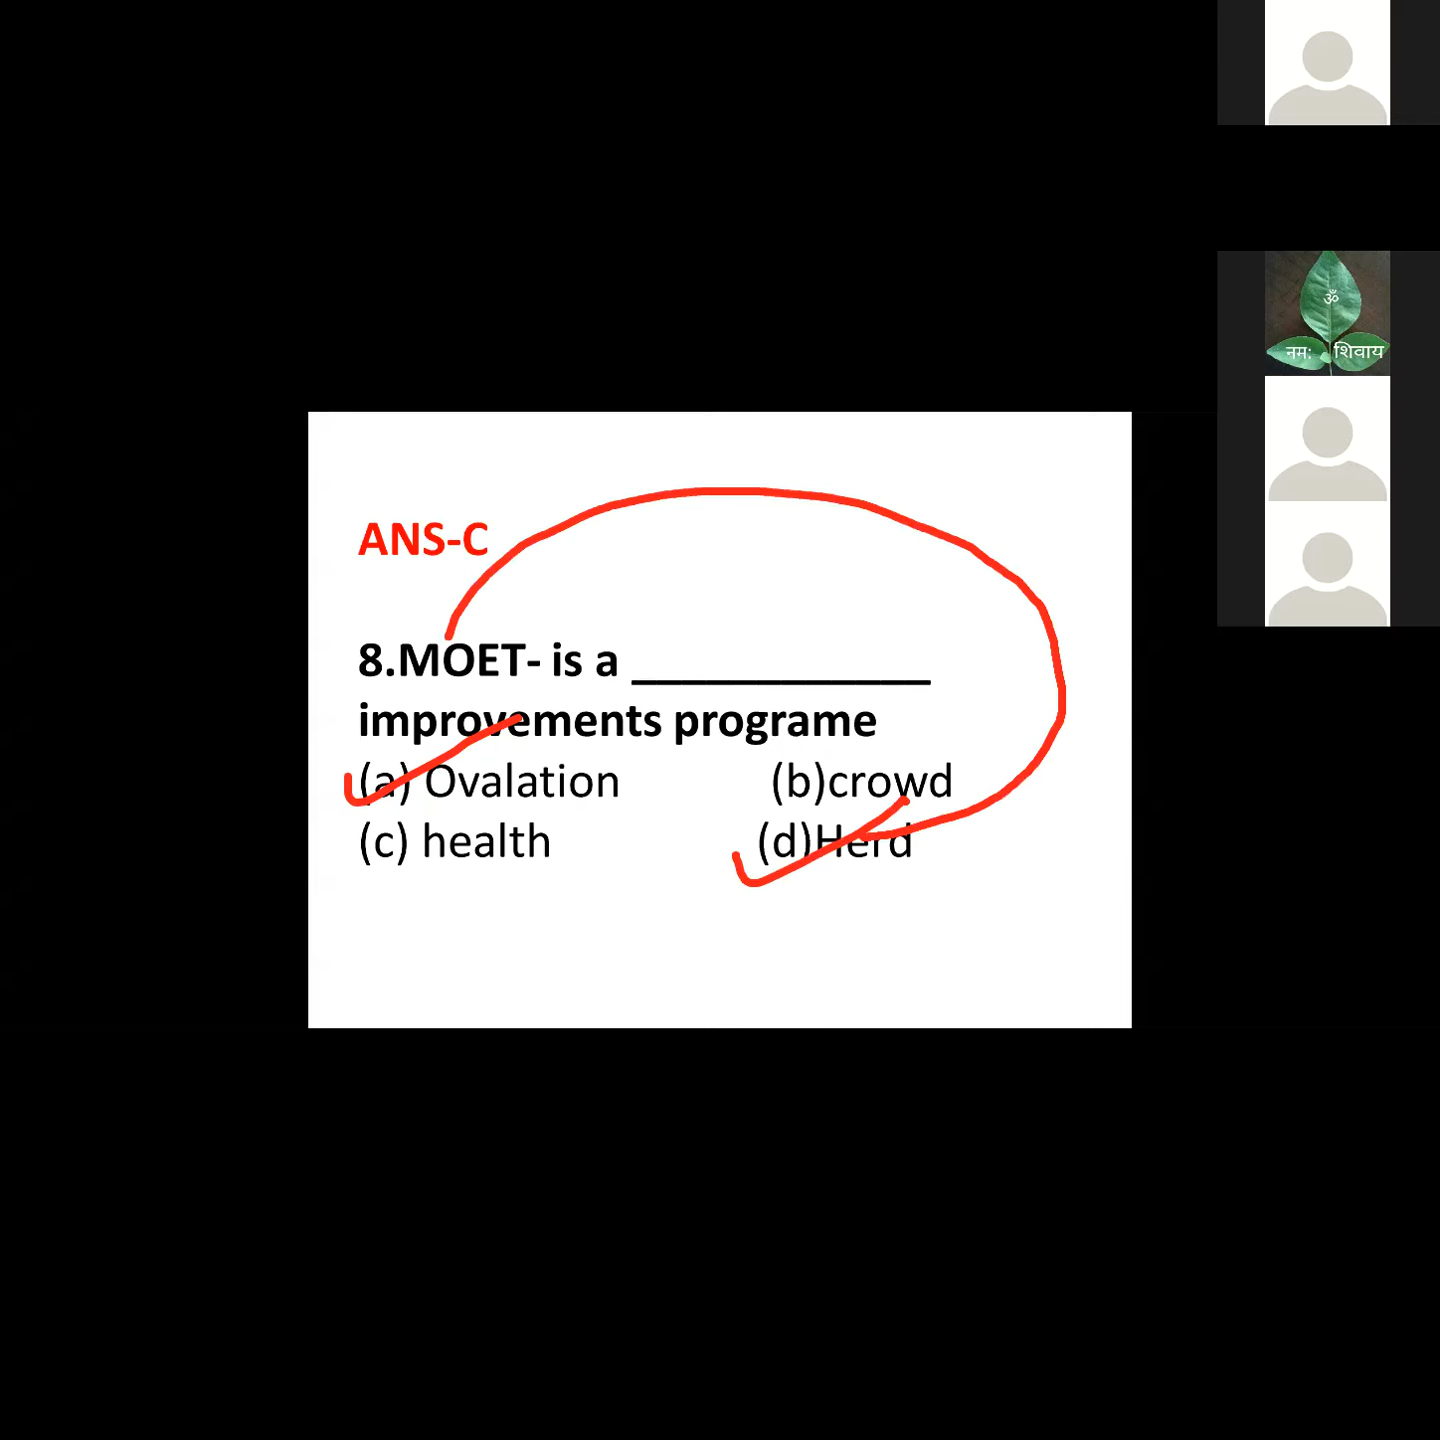 ॐ
नम: शिवाय
ANS-C
8.MOET- is a ____________
improvements programe
(a) Ovalation (b)crowd
(c) health (d)Herd